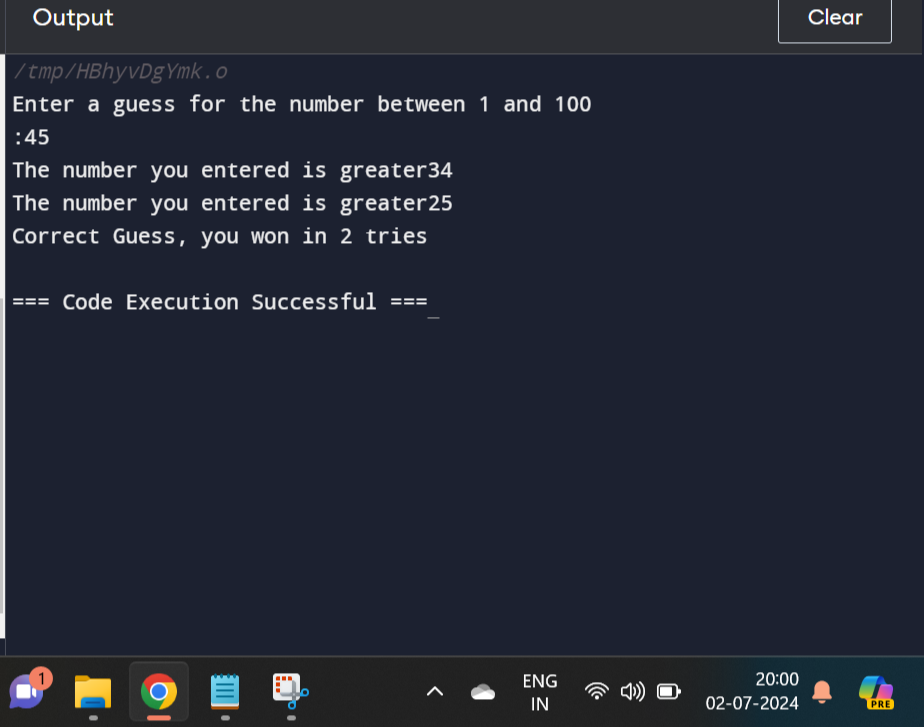 Output
Clear
/tmp/HBhyvDgYmk.o
Enter a guess for the number between 1 and 100
:45
The number you entered is greater34
The number you entered is greater25
Correct Guess, you won in 2 tries
=== Code Execution Successful ===_
1
ENG
IN
20:00
02-07-2024
PRE